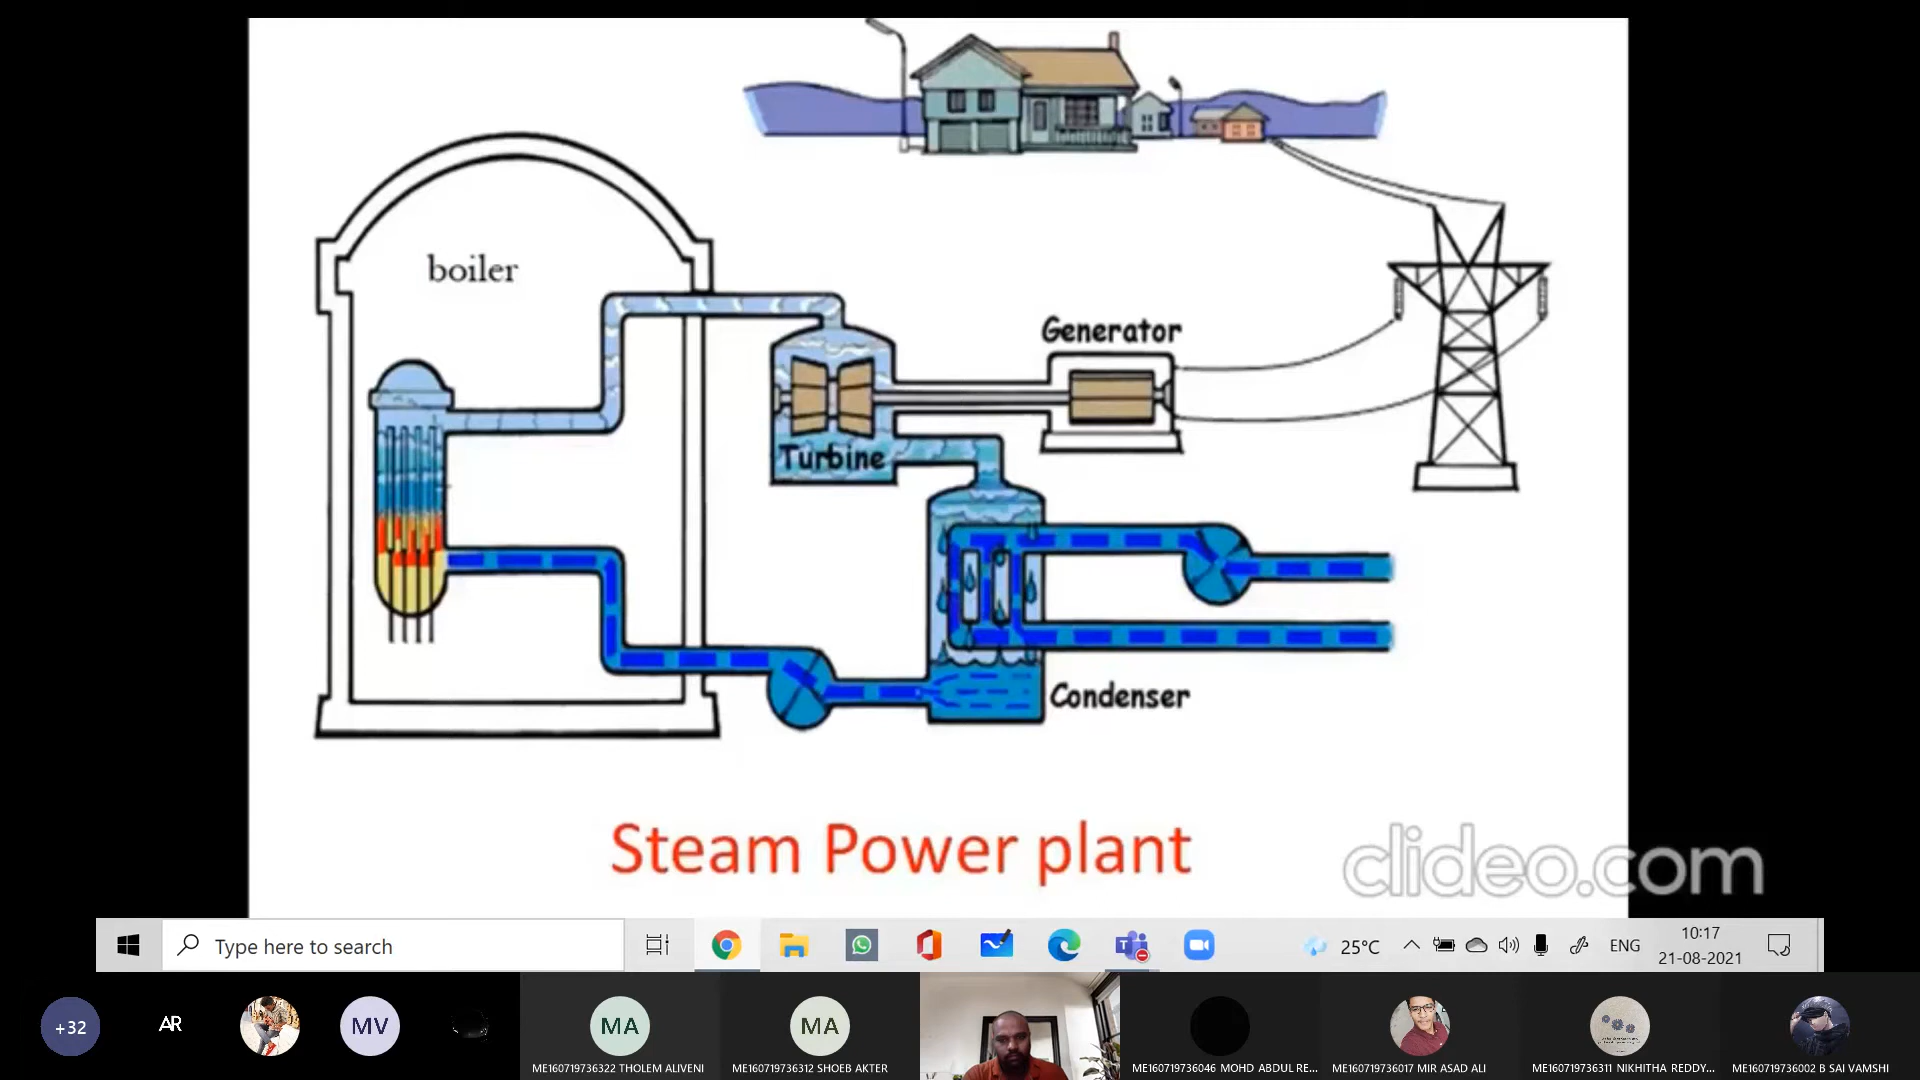 boiler
Generator
Turbine
Condenser
Steam Power plant
clideo.com
Type here to search
25°C
ENG
10:17
21-08-2021
+32
AR
MV
MA
MA
ME160719736322 THOLEM ALIVENI
ME160719736312 SHOEB AKTER
ME160719736046 MOHD ABDUL RE...
ME160719736017 MIR ASAD ALI
ME160719736311 NIKHITHA REDDY...
ME160719736002 B SAI VAMSHI